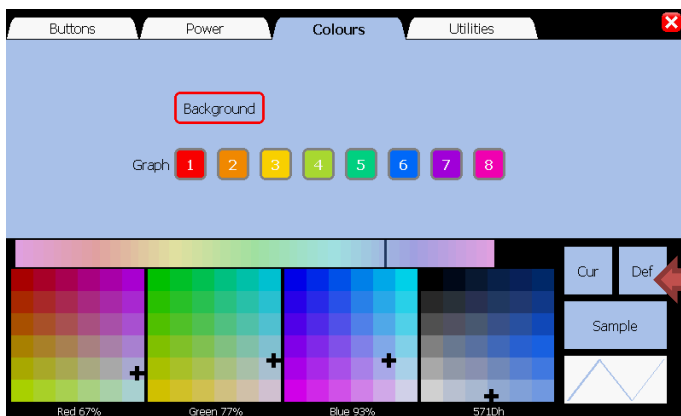 Buttons Power Colours Utilities
Background
Graph 1 2 3 4 5 6 7 8
Cur Def
Sample
Red 67% Green 77% Blue 93% 571Dh